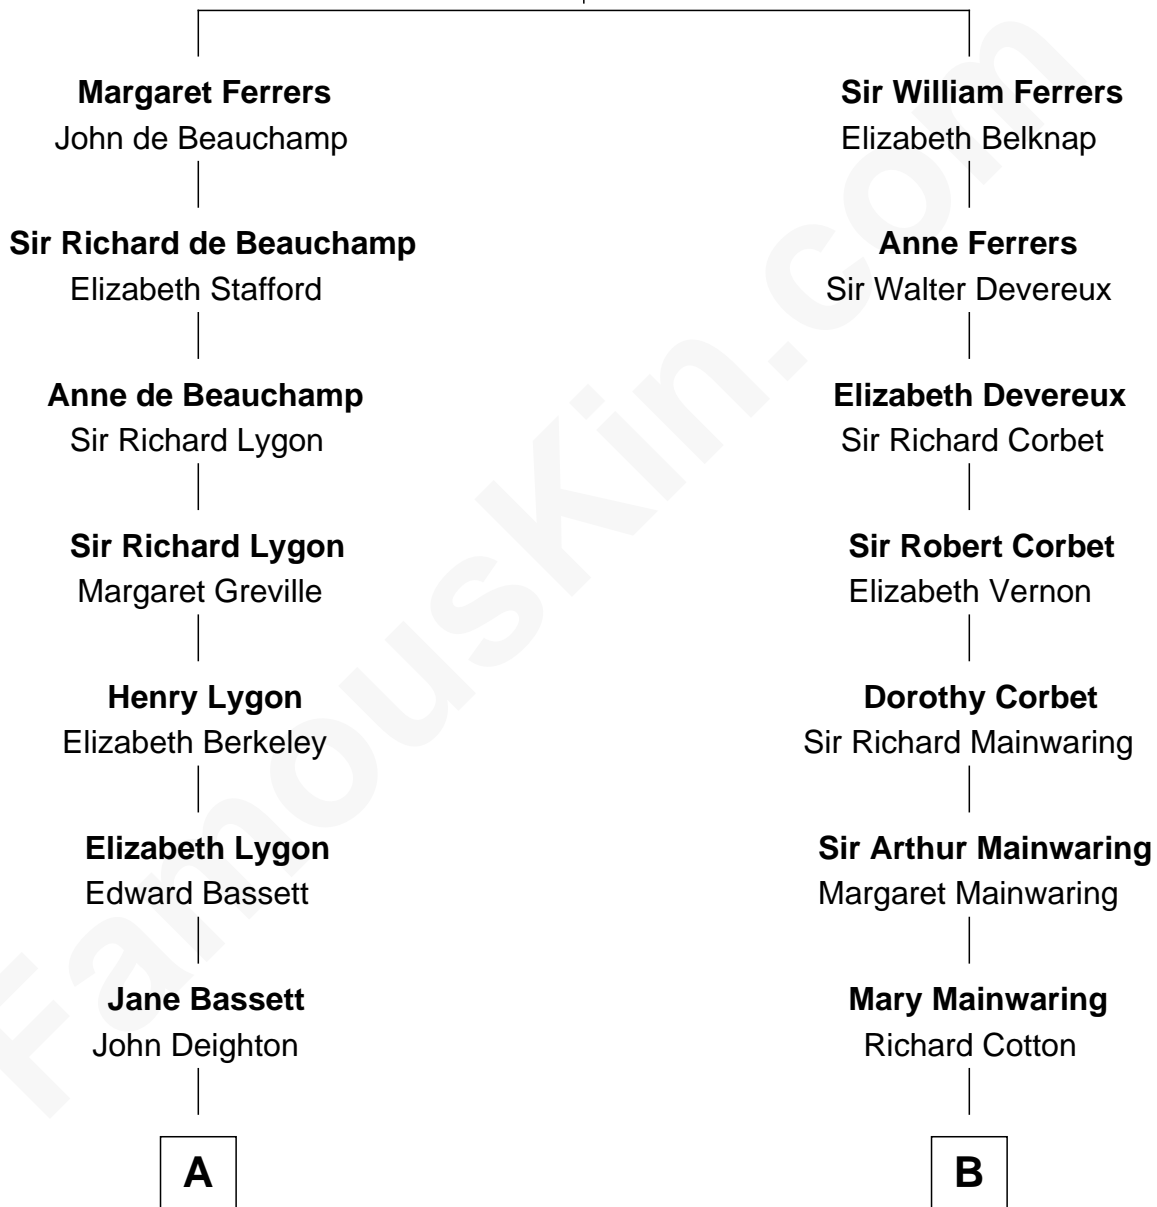 Margaret Ferrers
John de Beauchamp
Sir Richard de Beauchamp
Elizabeth Stafford
Anne de Beauchamp
Sir Richard Lygon
Sir Richard Lygon
Margaret Greville
Henry Lygon
Elizabeth Berkeley
Elizabeth Lygon
Edward Bassett
Jane Bassett
John Deighton
A
Sir William Ferrers
Elizabeth Belknap
Anne Ferrers
Sir Walter Devereux
Elizabeth Devereux
Sir Richard Corbet
Sir Robert Corbet
Elizabeth Vernon
Dorothy Corbet
Sir Richard Mainwaring
Sir Arthur Mainwaring
Margaret Mainwaring
Mary Mainwaring
Richard Cotton
B
FamousKin.com